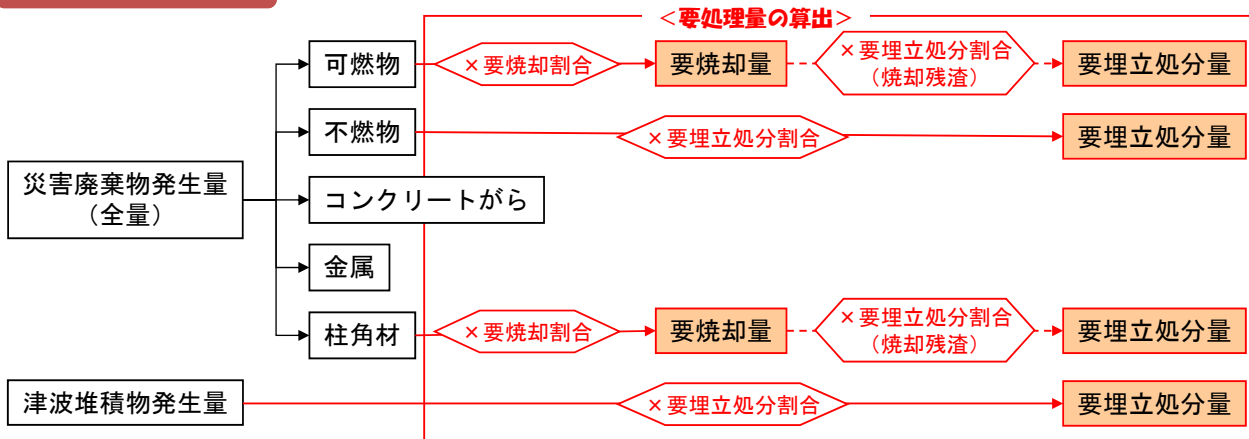 ＜要処理量の算出＞
可燃物
×要焼却割合
要焼却量
×要埋立処分割合
（焼却残渣）
要埋立処分量
不燃物
×要埋立処分割合
要埋立処分量
災害廃棄物発生量
（全量）
コンクリートがら
金属
柱角材
×要焼却割合
要焼却量
×要埋立処分割合
（焼却残渣）
要埋立処分量
津波堆積物発生量
×要埋立処分割合
要埋立処分量